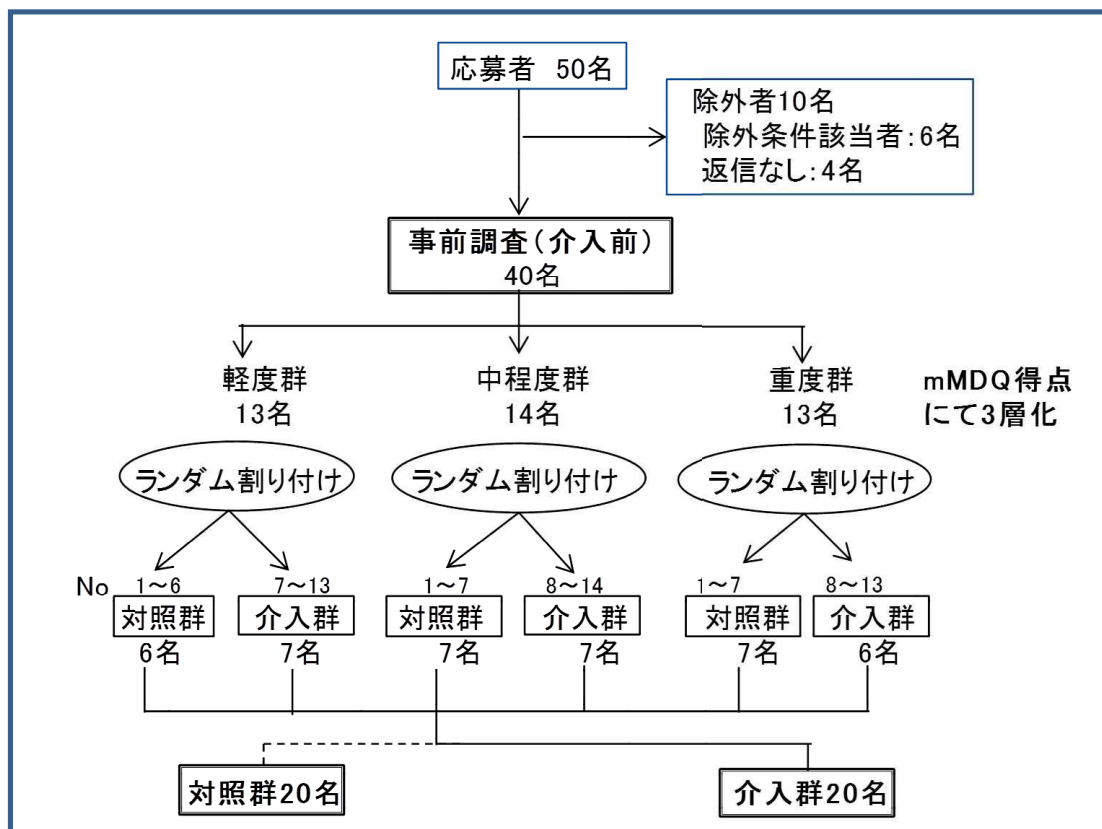 応募者 50名
除外者10名
除外条件該当者:6名
返信なし:4名
事前調査(介入前)
40名
軽度群
13名
中程度群
14名
重度群
13名
mMDQ得点
にて3層化
ランダム割り付け
ランダム割り付け
ランダム割り付け
No
1~6
7~13
1~7
8~14
1~7
8~13
対照群
介入群
対照群
介入群
対照群
介入群
6名
7名
7名
7名
7名
6名
対照群20名
介入群20名